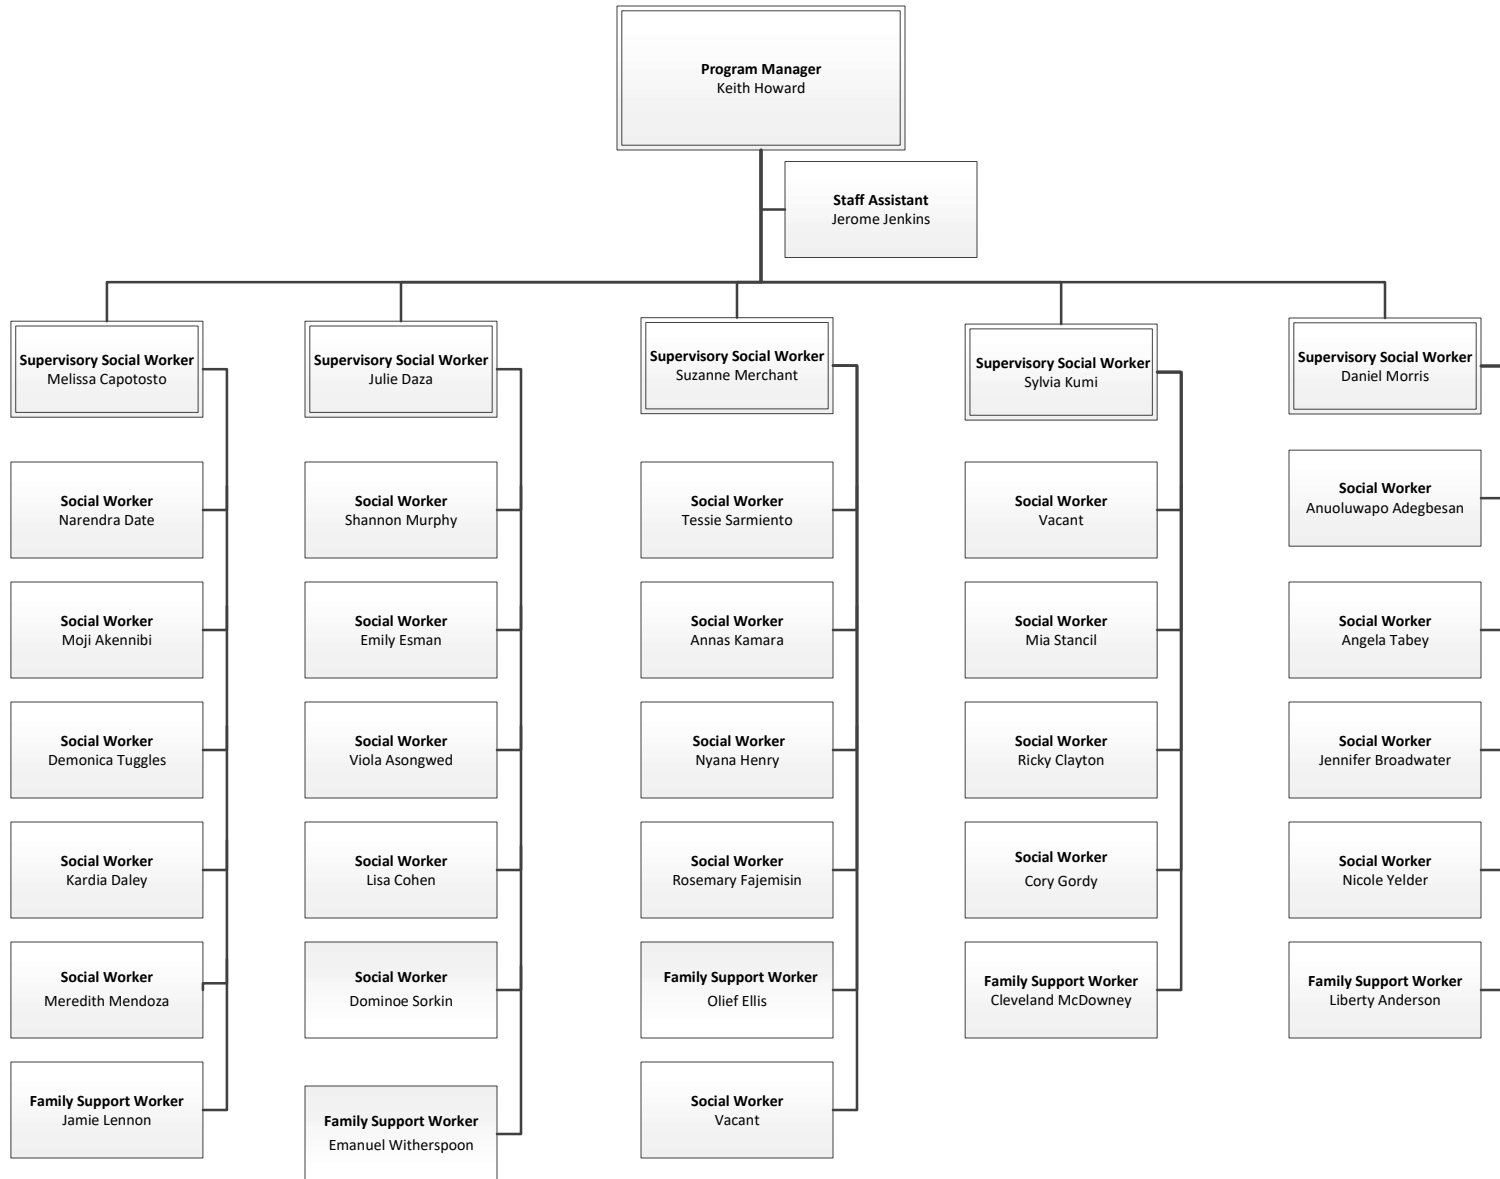 Program Manager
Keith Howard
Staff Assistant
Jerome Jenkins
Supervisory Social Worker
Melissa Capotosto
Social Worker
Narendra Date
Social Worker
Moji Akennibi
Social Worker
Demonica Tuggles
Social Worker
Kardia Daley
Social Worker
Meredith Mendoza
Family Support Worker
Jamie Lennon
Supervisory Social Worker
Julie Daza
Social Worker
Shannon Murphy
Social Worker
Emily Esman
Social Worker
Viola Asongwed
Social Worker
Lisa Cohen
Social Worker
Dominoe Sorkin
Family Support Worker
Emanuel Witherspoon
Supervisory Social Worker
Suzanne Merchant
Social Worker
Tessie Sarmiento
Social Worker
Annas Kamara
Social Worker
Nyana Henry
Social Worker
Rosemary Fajemisin
Family Support Worker
Olief Ellis
Social Worker
Vacant
Supervisory Social Worker
Sylvia Kumi
Social Worker
Vacant
Social Worker
Mia Stancil
Social Worker
Ricky Clayton
Social Worker
Cory Gordy
Family Support Worker
Cleveland McDowney
Supervisory Social Worker
Daniel Morris
Social Worker
Anuoluwapo Adegbesan
Social Worker
Angela Tabey
Social Worker
Jennifer Broadwater
Social Worker
Nicole Yelder
Family Support Worker
Liberty Anderson